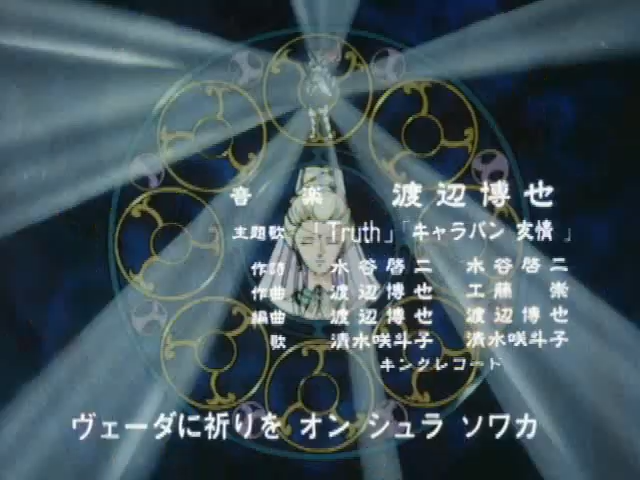 音楽 渡辺博也
主題歌 「Truth」「キャラバン 友情」
作詩 水谷啓二 水谷啓二
作曲 渡辺博也 工藤 崇
編曲 渡辺博也 渡辺博也
歌 清水咲斗子 清水咲斗子
キングレコード
ヴェーダに祈りを オン シュラ ソワカ